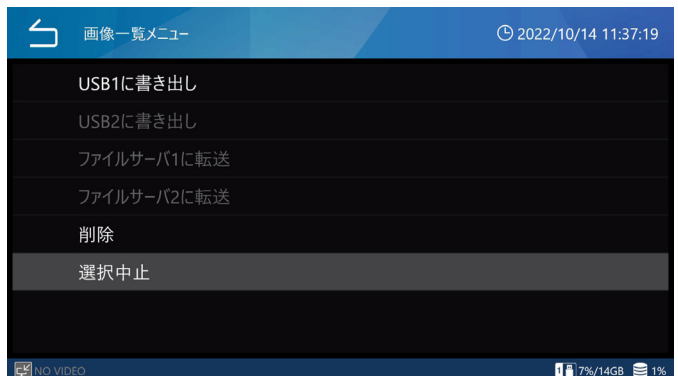 画像一覧メニュー
2022/10/14 11:37:19
USB1に書き出し
USB2に書き出し
ファイルサーバ1に転送
ファイルサーバ2に転送
削除
選択中止
NO VIDEO
1 7%/14GB 1%